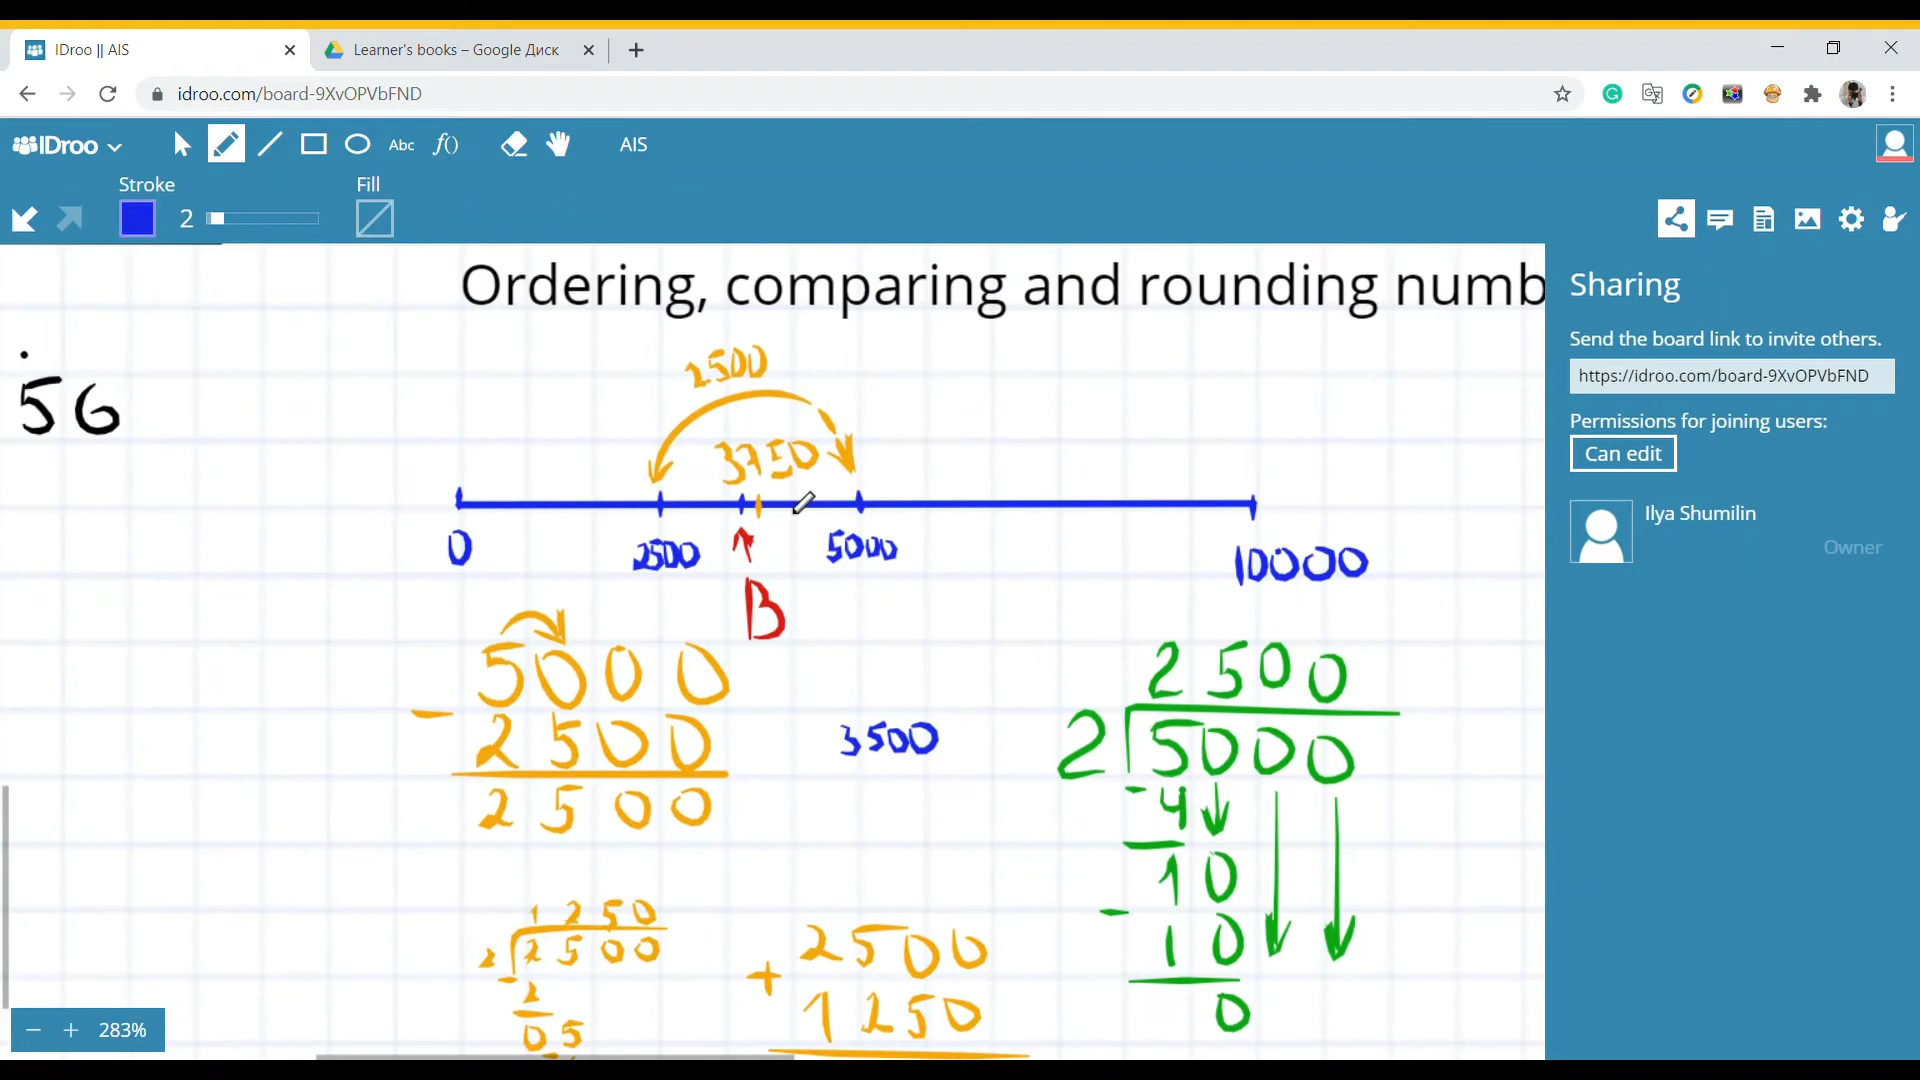 IDroo || AIS
Learner's books – Google Диск
idroo.com/board-9XvOPVbFND
IDroo
Abc
f()
AIS
Stroke
Fill
2
Ordering, comparing and rounding numb
Sharing
Send the board link to invite others.
https://idroo.com/board-9XvOPVbFND
Permissions for joining users:
Can edit
Ilya Shumilin
Owner
56
2500
3750
0
2500
5000
10000
B
5000
- 2500
2500
3500
2500
2 5000
- 4
10
- 10
0
1250
2 2500
- 2
05
2500
+ 1250
283%